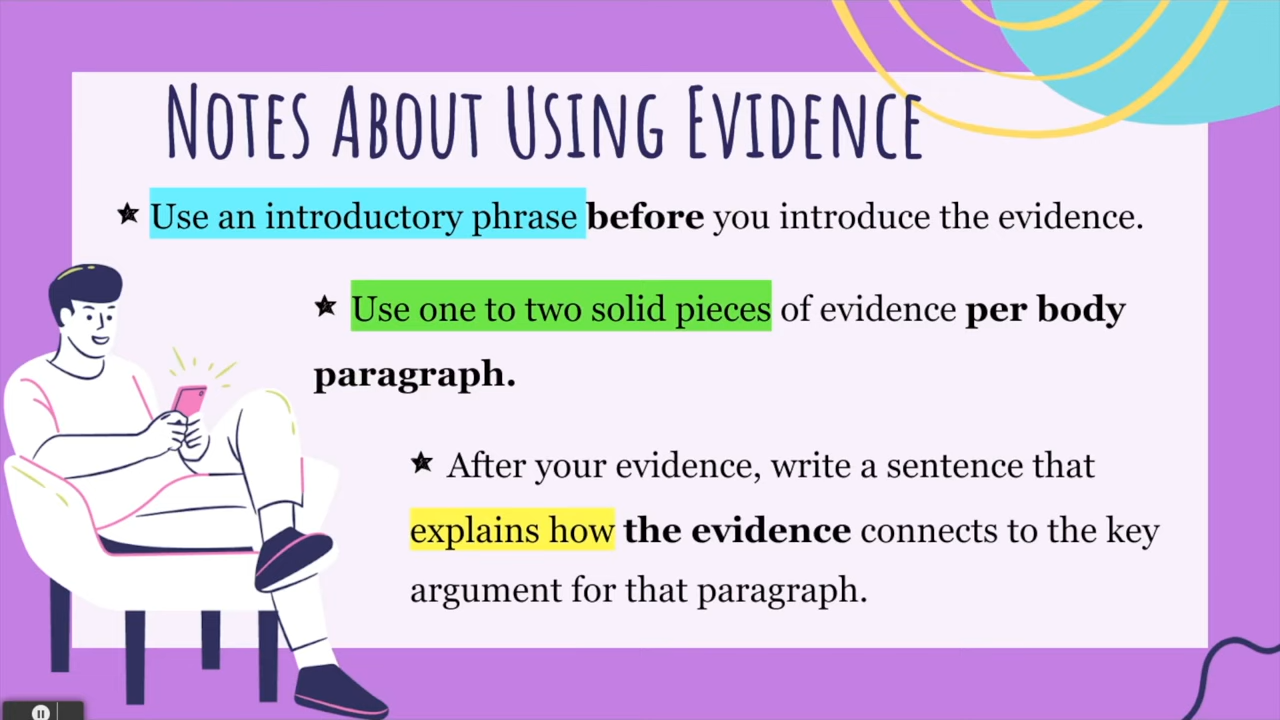 Notes About Using Evidence
Use an introductory phrase before you introduce the evidence.
Use one to two solid pieces of evidence per body
paragraph.
After your evidence, write a sentence that
explains how the evidence connects to the key
argument for that paragraph.